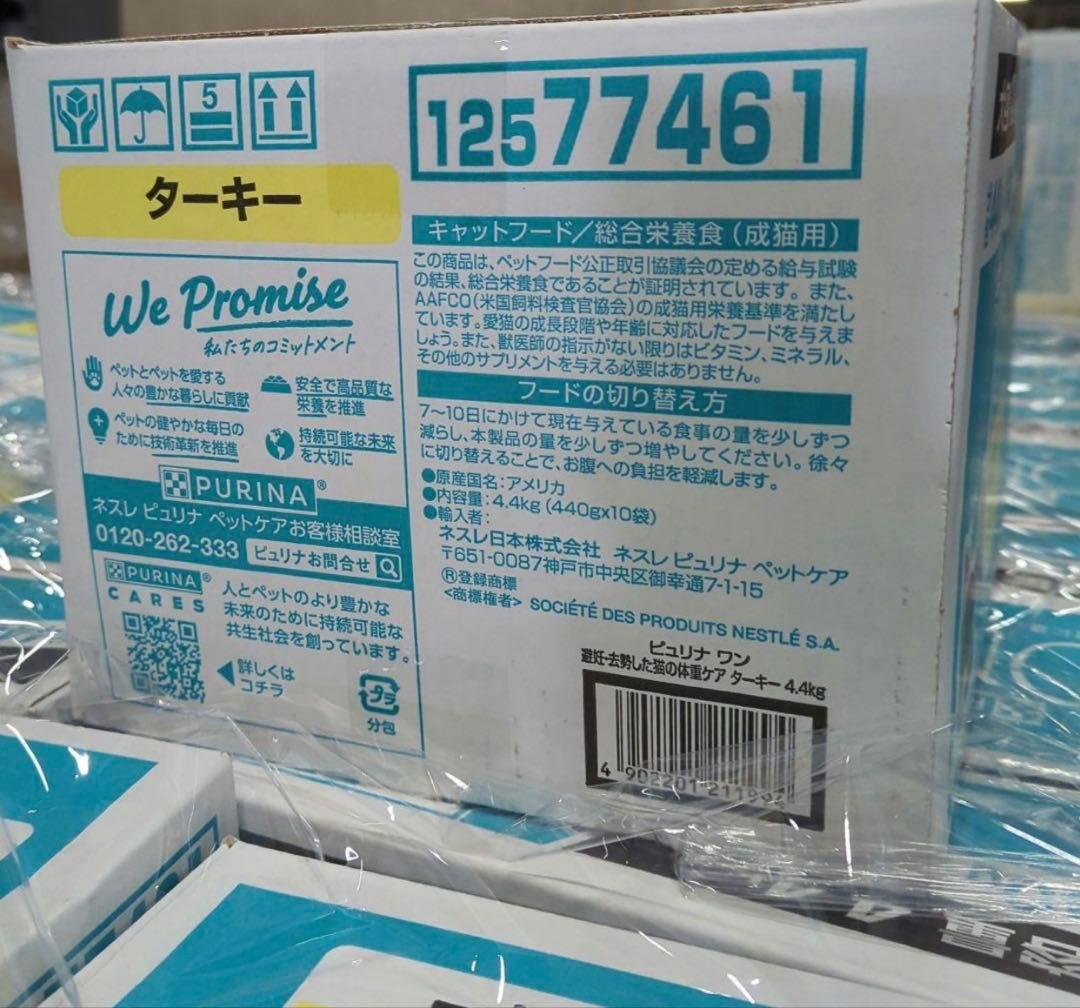 5
12577461
ターキー
We Promise
私たちのコミットメント
ペットとペットを愛する
人々の豊かな暮らしに貢献
安全で高品質な
栄養を推進
ペットの健やかな毎日の
ために技術革新を推進
持続可能な未来
を大切に
PURINA®
ネスレ ピュリナ ペットケアお客様相談室
0120-262-333 ピュリナお問合せ
PURINA®
CARES
人とペットのより豊かな
未来のために持続可能な
共生社会を創っています。
詳しくは
コチラ
プラ
分包
キャットフード/総合栄養食(成猫用)
この商品は、ペットフード公正取引協議会の定める給与試験
の結果、総合栄養食であることが証明されています。また、
AAFCO(米国飼料検査官協会)の成猫用栄養基準を満たし
ています。愛猫の成長段階や年齢に対応したフードを与えま
しょう。また、獣医師の指示がない限りはビタミン、ミネラル、
その他のサプリメントを与える必要はありません。
フードの切り替え方
7〜10日にかけて現在与えている食事の量を少しずつ
減らし、本製品の量を少しずつ増やしてください。徐々
に切り替えることで、お腹への負担を軽減します。
●原産国名:アメリカ
●内容量:4.4kg (440gx10袋)
●輸入者:
ネスレ日本株式会社 ネスレ ピュリナ ペットケア
〒651-0087神戸市中央区御幸通7-1-15
®登録商標
<商標権者> SOCIÉTÉ DES PRODUITS NESTLÉ S.A.
ピュリナ ワン
避妊・去勢した猫の体重ケア ターキー 4.4kg
4 902201